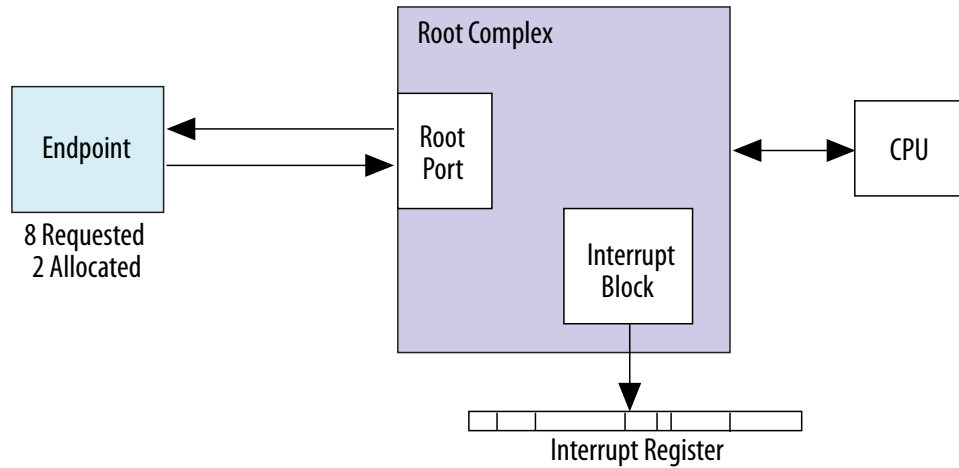 Root Complex
Endpoint
Root
Port
CPU
8 Requested
2 Allocated
Interrupt
Block
Interrupt Register